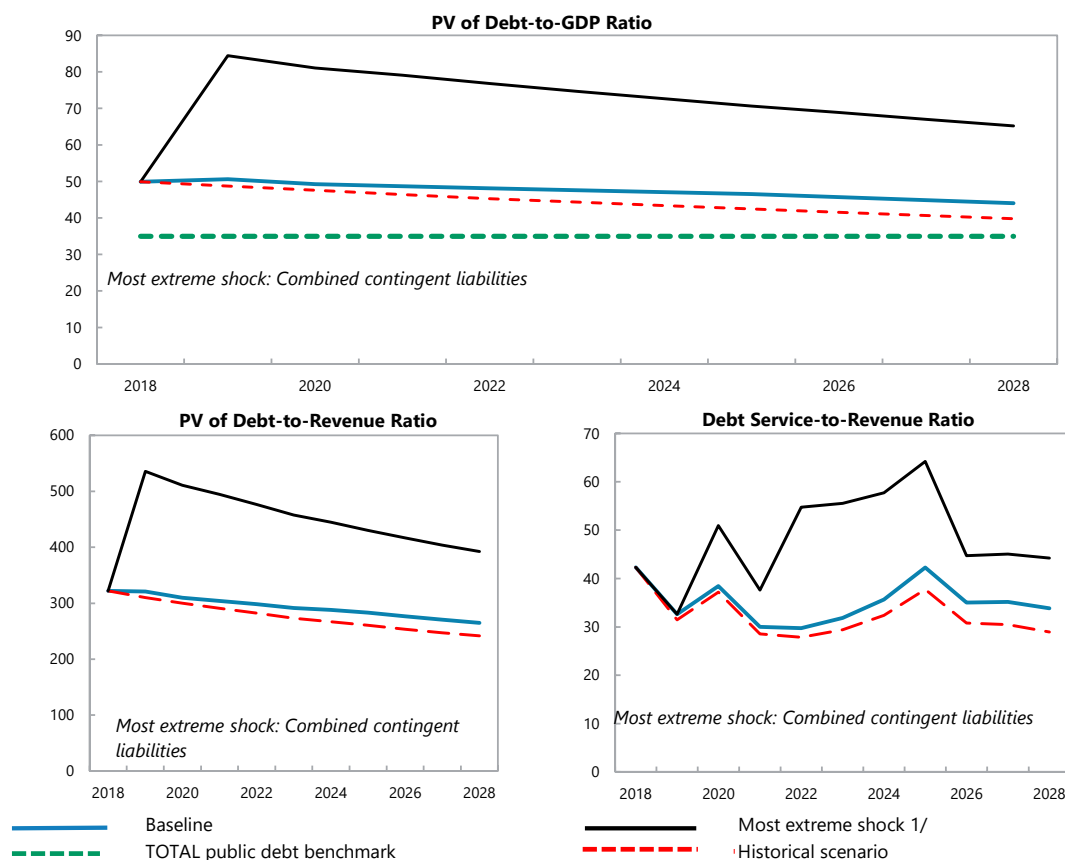 PV of Debt-to-GDP Ratio
90
80
70
60
50
40
30
20
10
0
Most extreme shock: Combined contingent liabilities
2018 2020 2022 2024 2026 2028
PV of Debt-to-Revenue Ratio
600
500
400
300
200
100
0
Most extreme shock: Combined contingent
liabilities
2018 2020 2022 2024 2026 2028
Debt Service-to-Revenue Ratio
70
60
50
40
30
20
10
0
Most extreme shock: Combined contingent liabilities
2018 2020 2022 2024 2026 2028
Baseline
Most extreme shock 1/
TOTAL public debt benchmark
Historical scenario